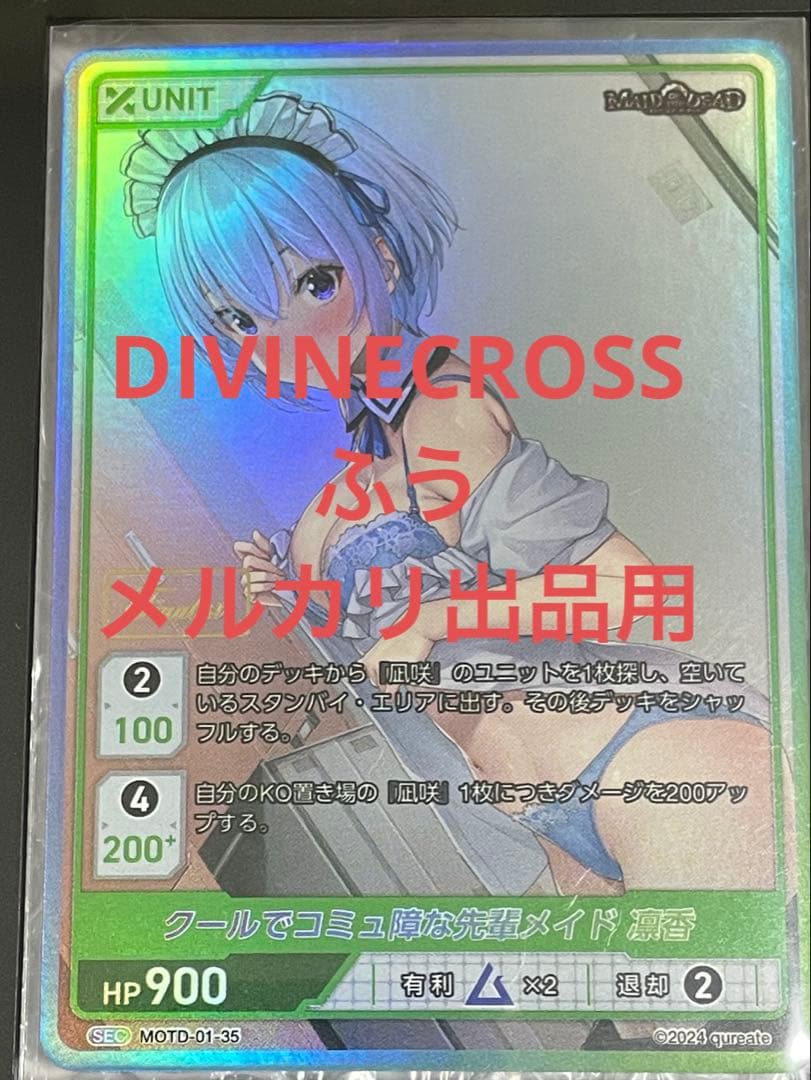 UNIT
MAID OF THE DEAD
DIVINECROSS
ふう
メルカリ出品用
2
100
自分のデッキから『凪咲』のユニットを1枚探し、空いて
いるスタンバイ・エリアに出す。その後デッキをシャッ
フルする。
4
200+
自分のKO置き場の『凪咲』1枚につきダメージを200アッ
プする。
クールでコミュ障な先輩メイド 凛香
HP 900
有利
×2
退却 2
SEC MOTD-01-35
©2024 qureate